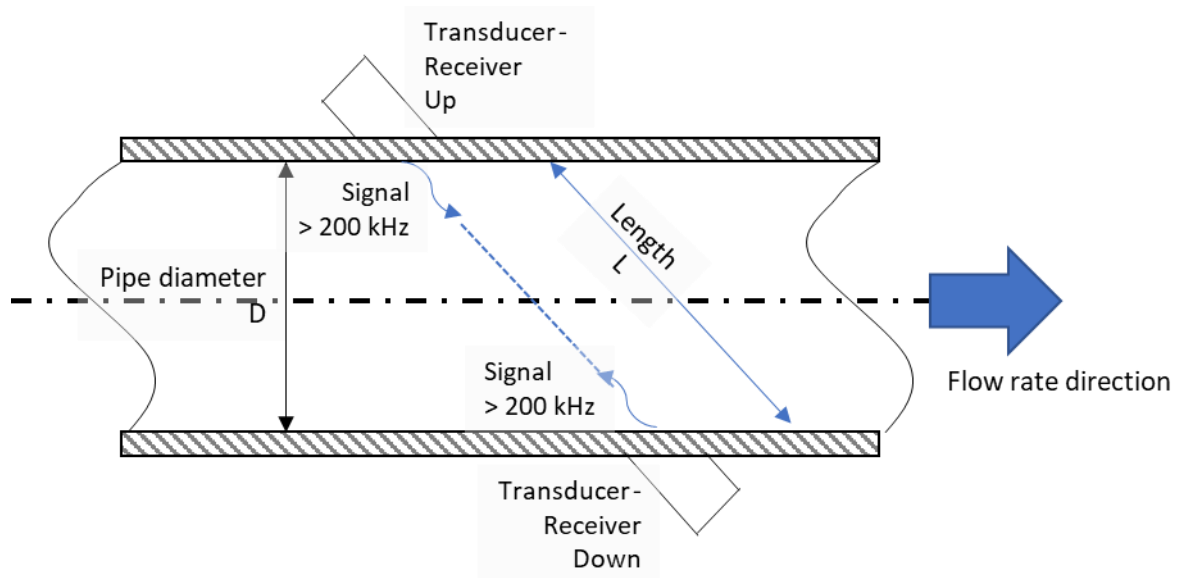 Transducer-
Receiver
Up
Signal
> 200 kHz
Length
L
Pipe diameter
D
Signal
> 200 kHz
Flow rate direction
Transducer-
Receiver
Down